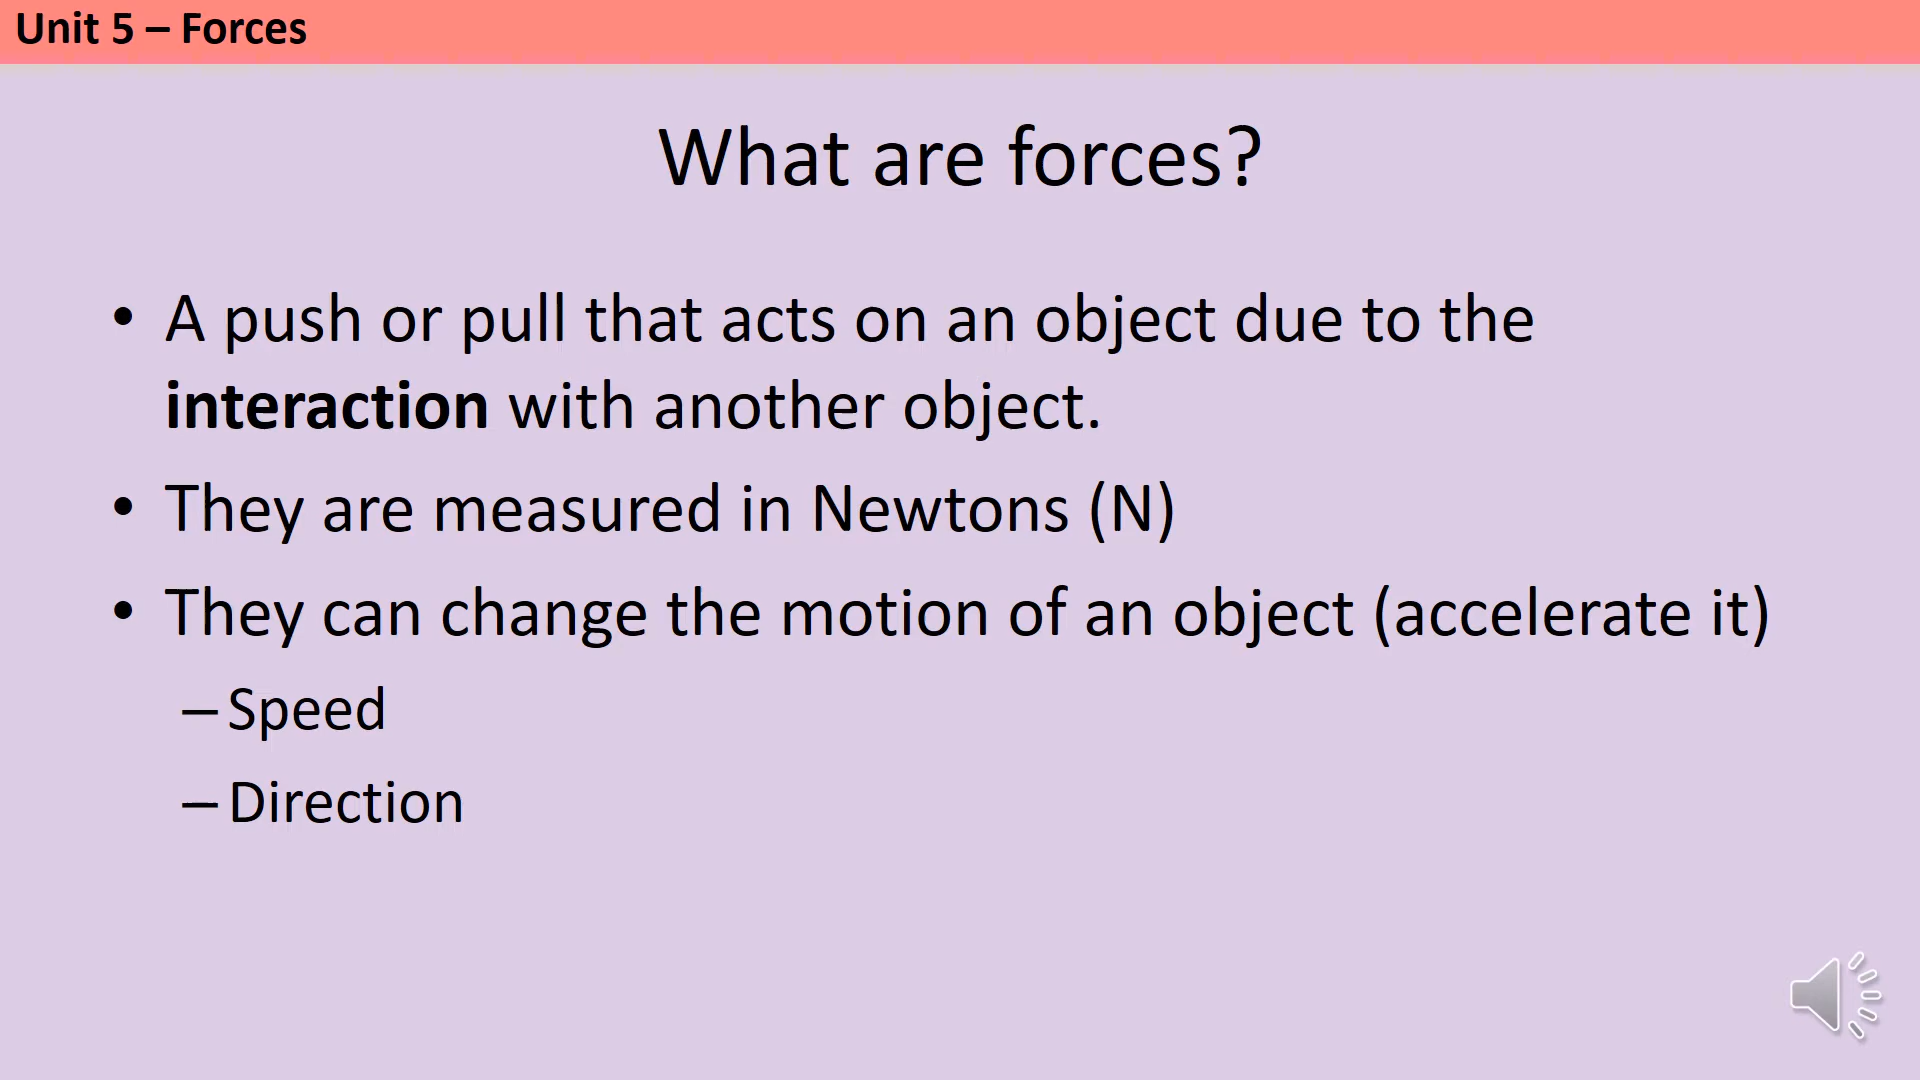 Unit 5 – Forces
What are forces?
• A push or pull that acts on an object due to the
interaction with another object.
• They are measured in Newtons (N)
• They can change the motion of an object (accelerate it)
– Speed
– Direction